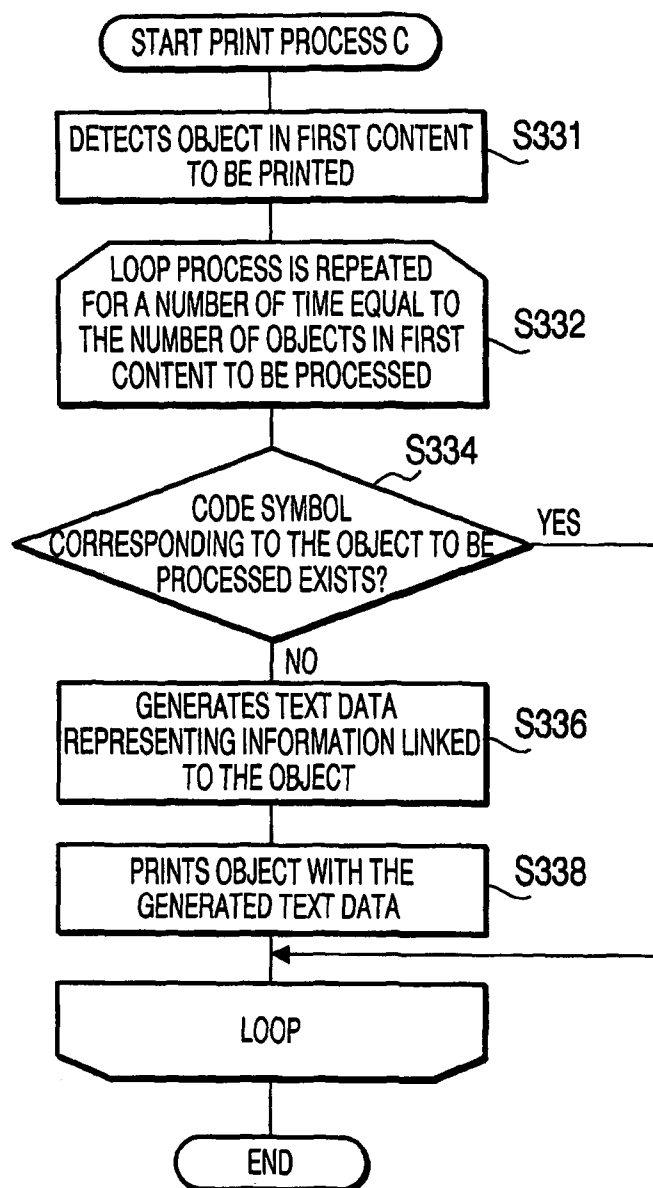 START PRINT PROCESS C
DETECTS OBJECT IN FIRST CONTENT
TO BE PRINTED
S331
LOOP PROCESS IS REPEATED
FOR A NUMBER OF TIME EQUAL TO
THE NUMBER OF OBJECTS IN FIRST
CONTENT TO BE PROCESSED
S332
S334
CODE SYMBOL
CORRESPONDING TO THE OBJECT TO BE
PROCESSED EXISTS?
YES
NO
GENERATES TEXT DATA
REPRESENTING INFORMATION LINKED
TO THE OBJECT
S336
PRINTS OBJECT WITH THE
GENERATED TEXT DATA
S338
LOOP
END